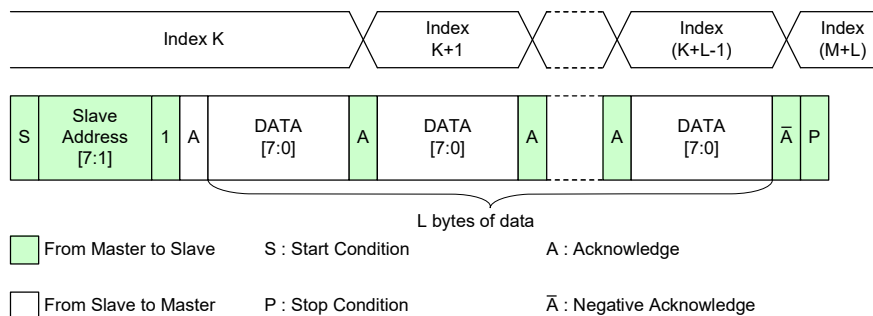 Index K
Index
K+1
Index
(K+L-1)
Index
(M+L)
S
Slave
Address
[7:1]
1
A
DATA
[7:0]
A
DATA
[7:0]
A
A
DATA
[7:0]
A̅
P
L bytes of data
From Master to Slave
S : Start Condition
A : Acknowledge
From Slave to Master
P : Stop Condition
A̅ : Negative Acknowledge